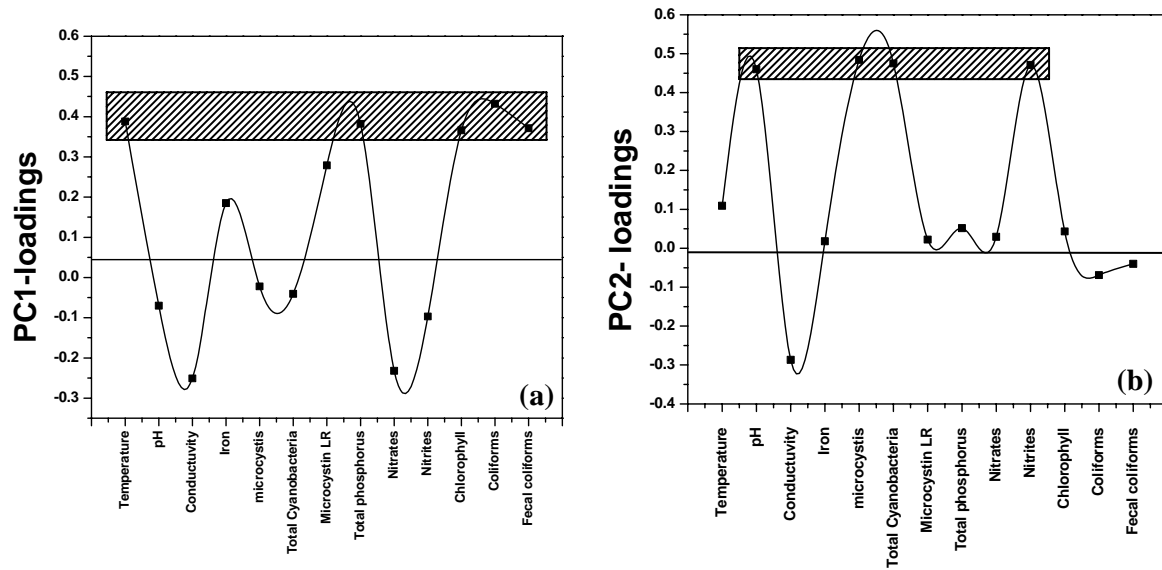 PC1-loadings
0.6
0.5
0.4
0.3
0.2
0.1
0.0
-0.1
-0.2
-0.3
(a)
Temperature
pH
Conductuvity
Iron
microcystis
Total Cyanobacteria
Microcystin LR
Total phosphorus
Nitrates
Nitrites
Chlorophyll
Coliforms
Fecal coliforms
PC2- loadings
0.6
0.5
0.4
0.3
0.2
0.1
0.0
-0.1
-0.2
-0.3
-0.4
(b)
Temperature
pH
Conductuvity
Iron
microcystis
Total Cyanobacteria
Microcystin LR
Total phosphorus
Nitrates
Nitrites
Chlorophyll
Coliforms
Fecal coliforms